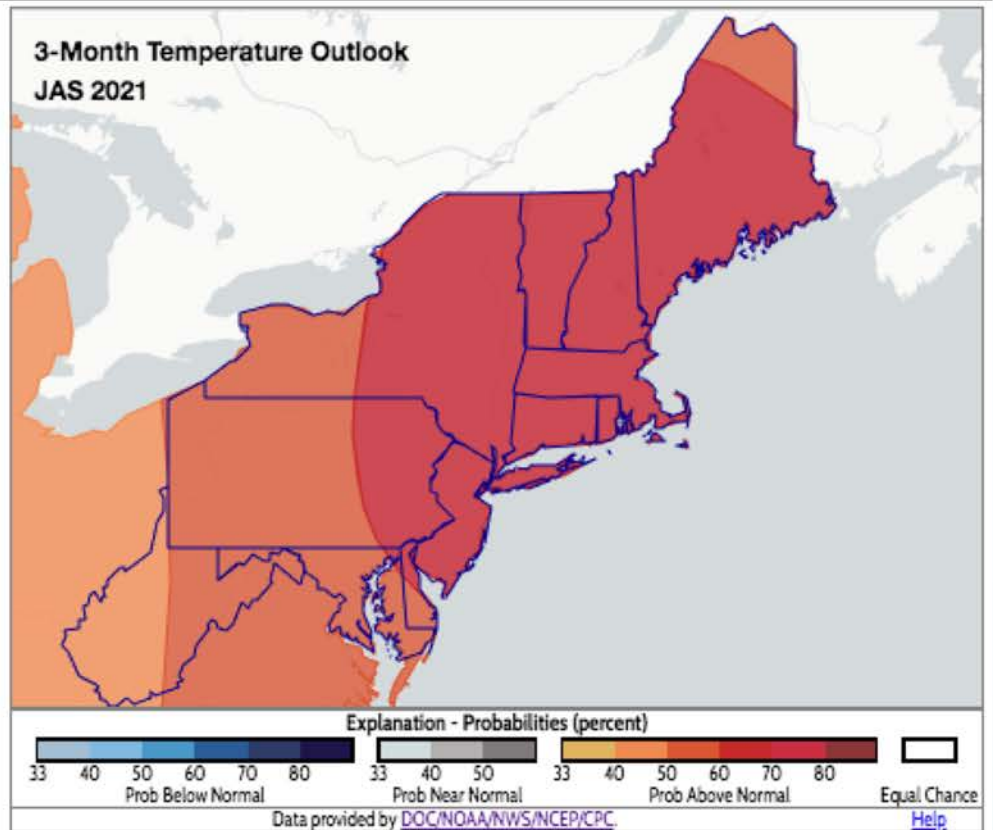 3-Month Temperature Outlook
JAS 2021
Explanation - Probabilities (percent)
33 40 50 60 70 80 33 40 50 33 40 50 60 70 80
Prob Below Normal Prob Near Normal Prob Above Normal Equal Chance
Data provided by DOC/NOAA/NWS/NCEP/CPC. Help